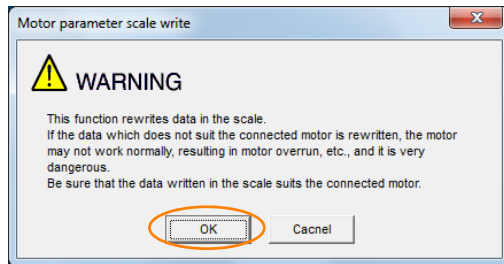 Motor parameter scale write
WARNING
This function rewrites data in the scale.
If the data which does not suit the connected motor is rewritten, the motor
may not work normally, resulting in motor overrun, etc., and it is very
dangerous.
Be sure that the data written in the scale suits the connected motor.
OK
Cacnel